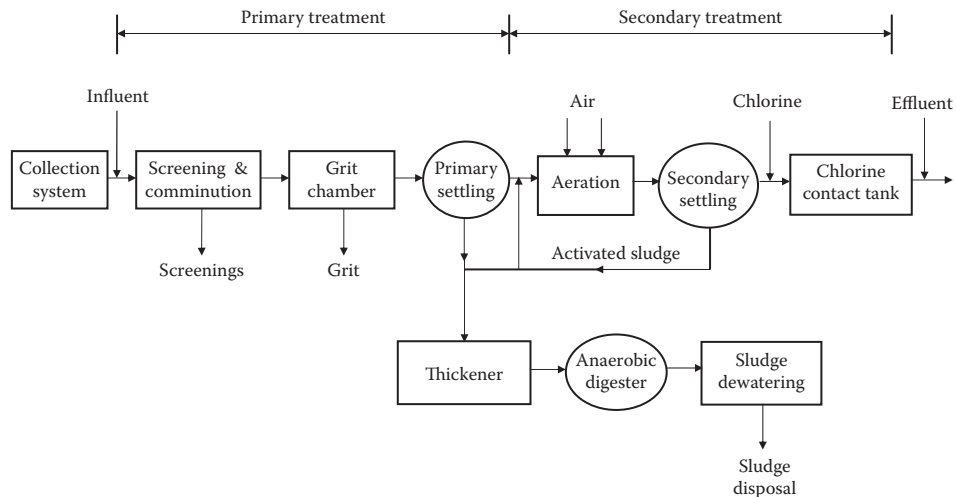 Primary treatment
Secondary treatment
Influent
Air
Chlorine
Effluent
Collection
system
Screening &
comminution
Grit
chamber
Primary
settling
Aeration
Secondary
settling
Chlorine
contact tank
Screenings
Grit
Activated sludge
Thickener
Anaerobic
digester
Sludge
dewatering
Sludge
disposal